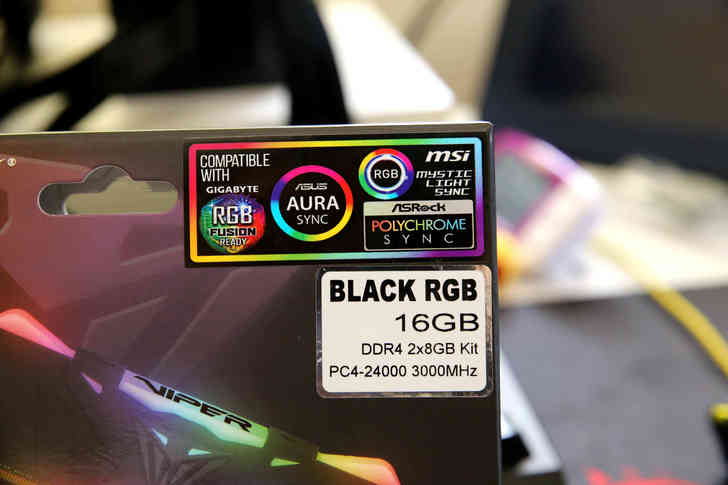 COMPATIBLE
WITH
GIGABYTE
RGB
FUSION
READY
ASUS
AURA
SYNC
RGB
msi
MYSTIC
LIGHT
SYNC
ASRock
POLYCHROME
SYNC
BLACK RGB
16GB
DDR4 2x8GB Kit
PC4-24000 3000MHz
VIPER